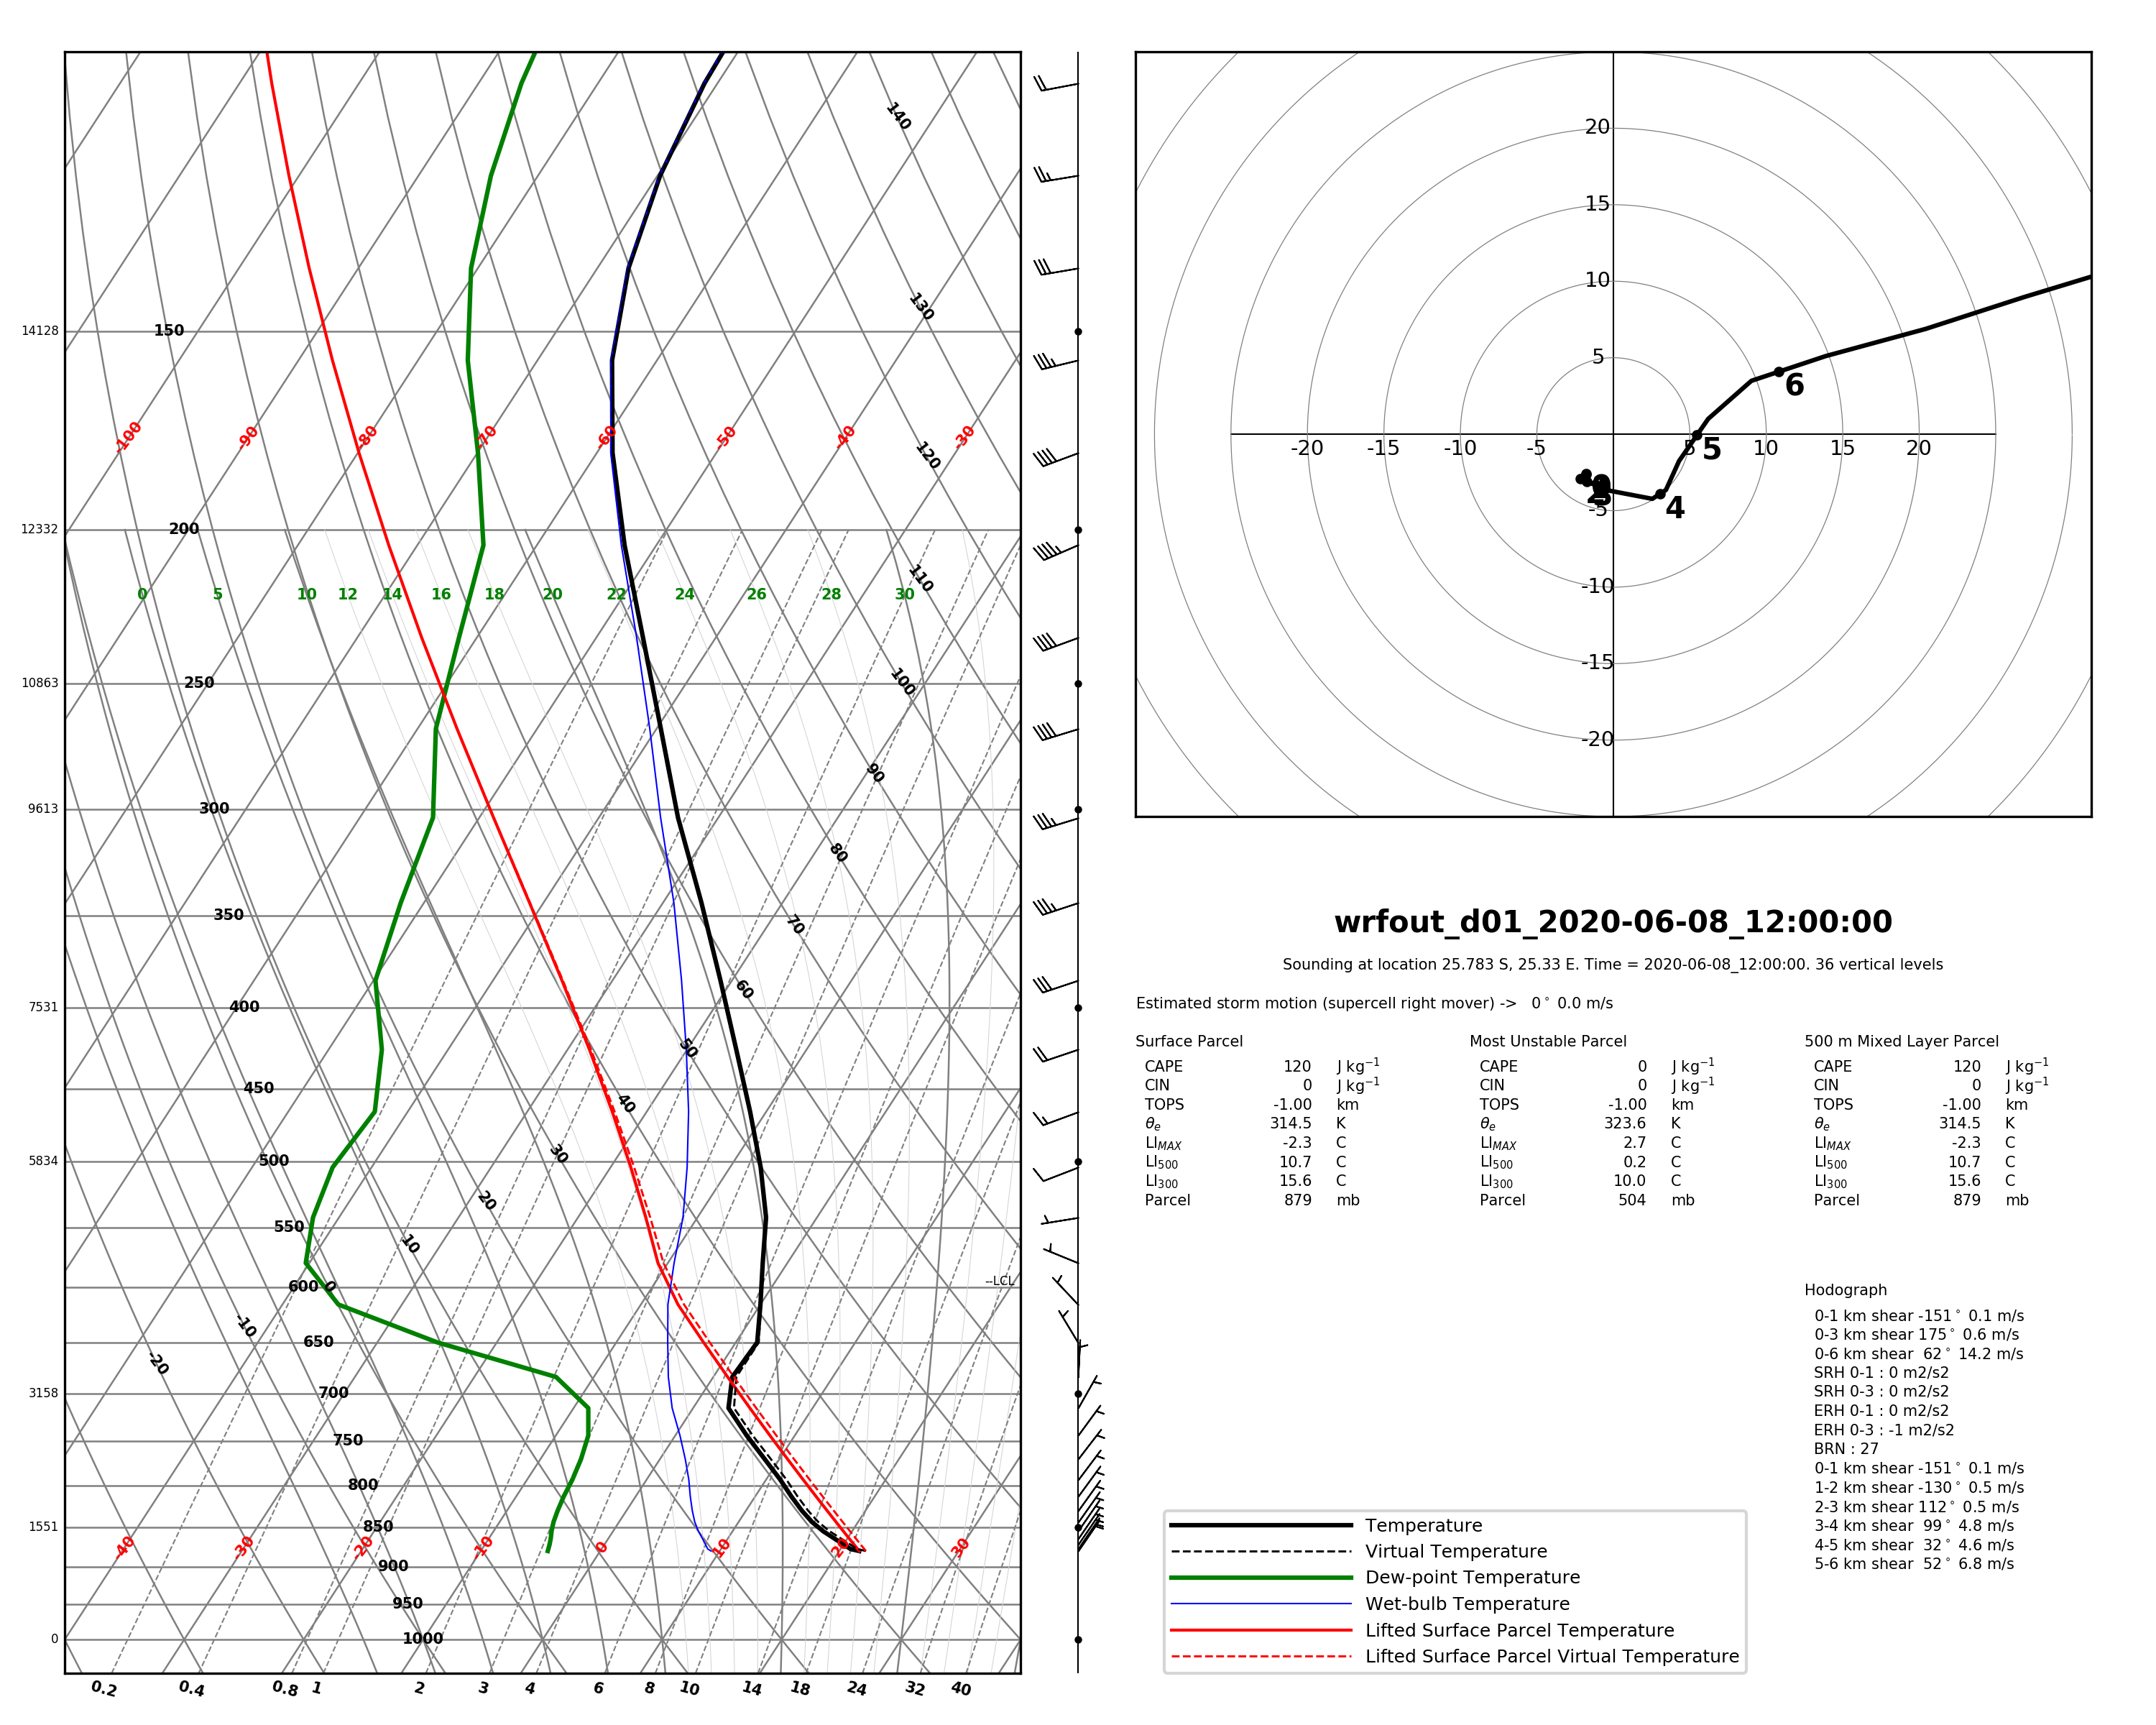 140
130
14128 150
-100 -90 -80 -70 -60 -50 -40 -30
120
12332 200
110
0 5 10 12 14 16 18 20 22 24 26 28 30
10863 250
100
90
9613 300
80
350
70
60
7531 400
50
450
40
5834 500
30
20
550
10
600 0 --LCL
-10
650
-20
3158 700
750
800
1551 850
-40 -30 -20 -10 0 10 20 30
900
950
0 1000
0.2 0.4 0.8 1 2 3 4 6 8 10 14 18 24 32 40
20
15
10
5
6
-20 -15 -10 -5 5 10 15 20
5
4
-5
-10
-15
-20
wrfout_d01_2020-06-08_12:00:00
Sounding at location 25.783 S, 25.33 E. Time = 2020-06-08_12:00:00. 36 vertical levels
Estimated storm motion (supercell right mover) -> 0° 0.0 m/s
Surface Parcel
CAPE 120 J kg⁻¹
CIN 0 J kg⁻¹
TOPS -1.00 km
θₑ 314.5 K
LI_MAX -2.3 C
LI₅₀₀ 10.7 C
LI₃₀₀ 15.6 C
Parcel 879 mb
Most Unstable Parcel
CAPE 0 J kg⁻¹
CIN 0 J kg⁻¹
TOPS -1.00 km
θₑ 323.6 K
LI_MAX 2.7 C
LI₅₀₀ 0.2 C
LI₃₀₀ 10.0 C
Parcel 504 mb
500 m Mixed Layer Parcel
CAPE 120 J kg⁻¹
CIN 0 J kg⁻¹
TOPS -1.00 km
θₑ 314.5 K
LI_MAX -2.3 C
LI₅₀₀ 10.7 C
LI₃₀₀ 15.6 C
Parcel 879 mb
Hodograph
0-1 km shear -151° 0.1 m/s
0-3 km shear 175° 0.6 m/s
0-6 km shear 62° 14.2 m/s
SRH 0-1 : 0 m2/s2
SRH 0-3 : 0 m2/s2
ERH 0-1 : 0 m2/s2
ERH 0-3 : -1 m2/s2
BRN : 27
0-1 km shear -151° 0.1 m/s
1-2 km shear -130° 0.5 m/s
2-3 km shear 112° 0.5 m/s
3-4 km shear 99° 4.8 m/s
4-5 km shear 32° 4.6 m/s
5-6 km shear 52° 6.8 m/s
Temperature
Virtual Temperature
Dew-point Temperature
Wet-bulb Temperature
Lifted Surface Parcel Temperature
Lifted Surface Parcel Virtual Temperature